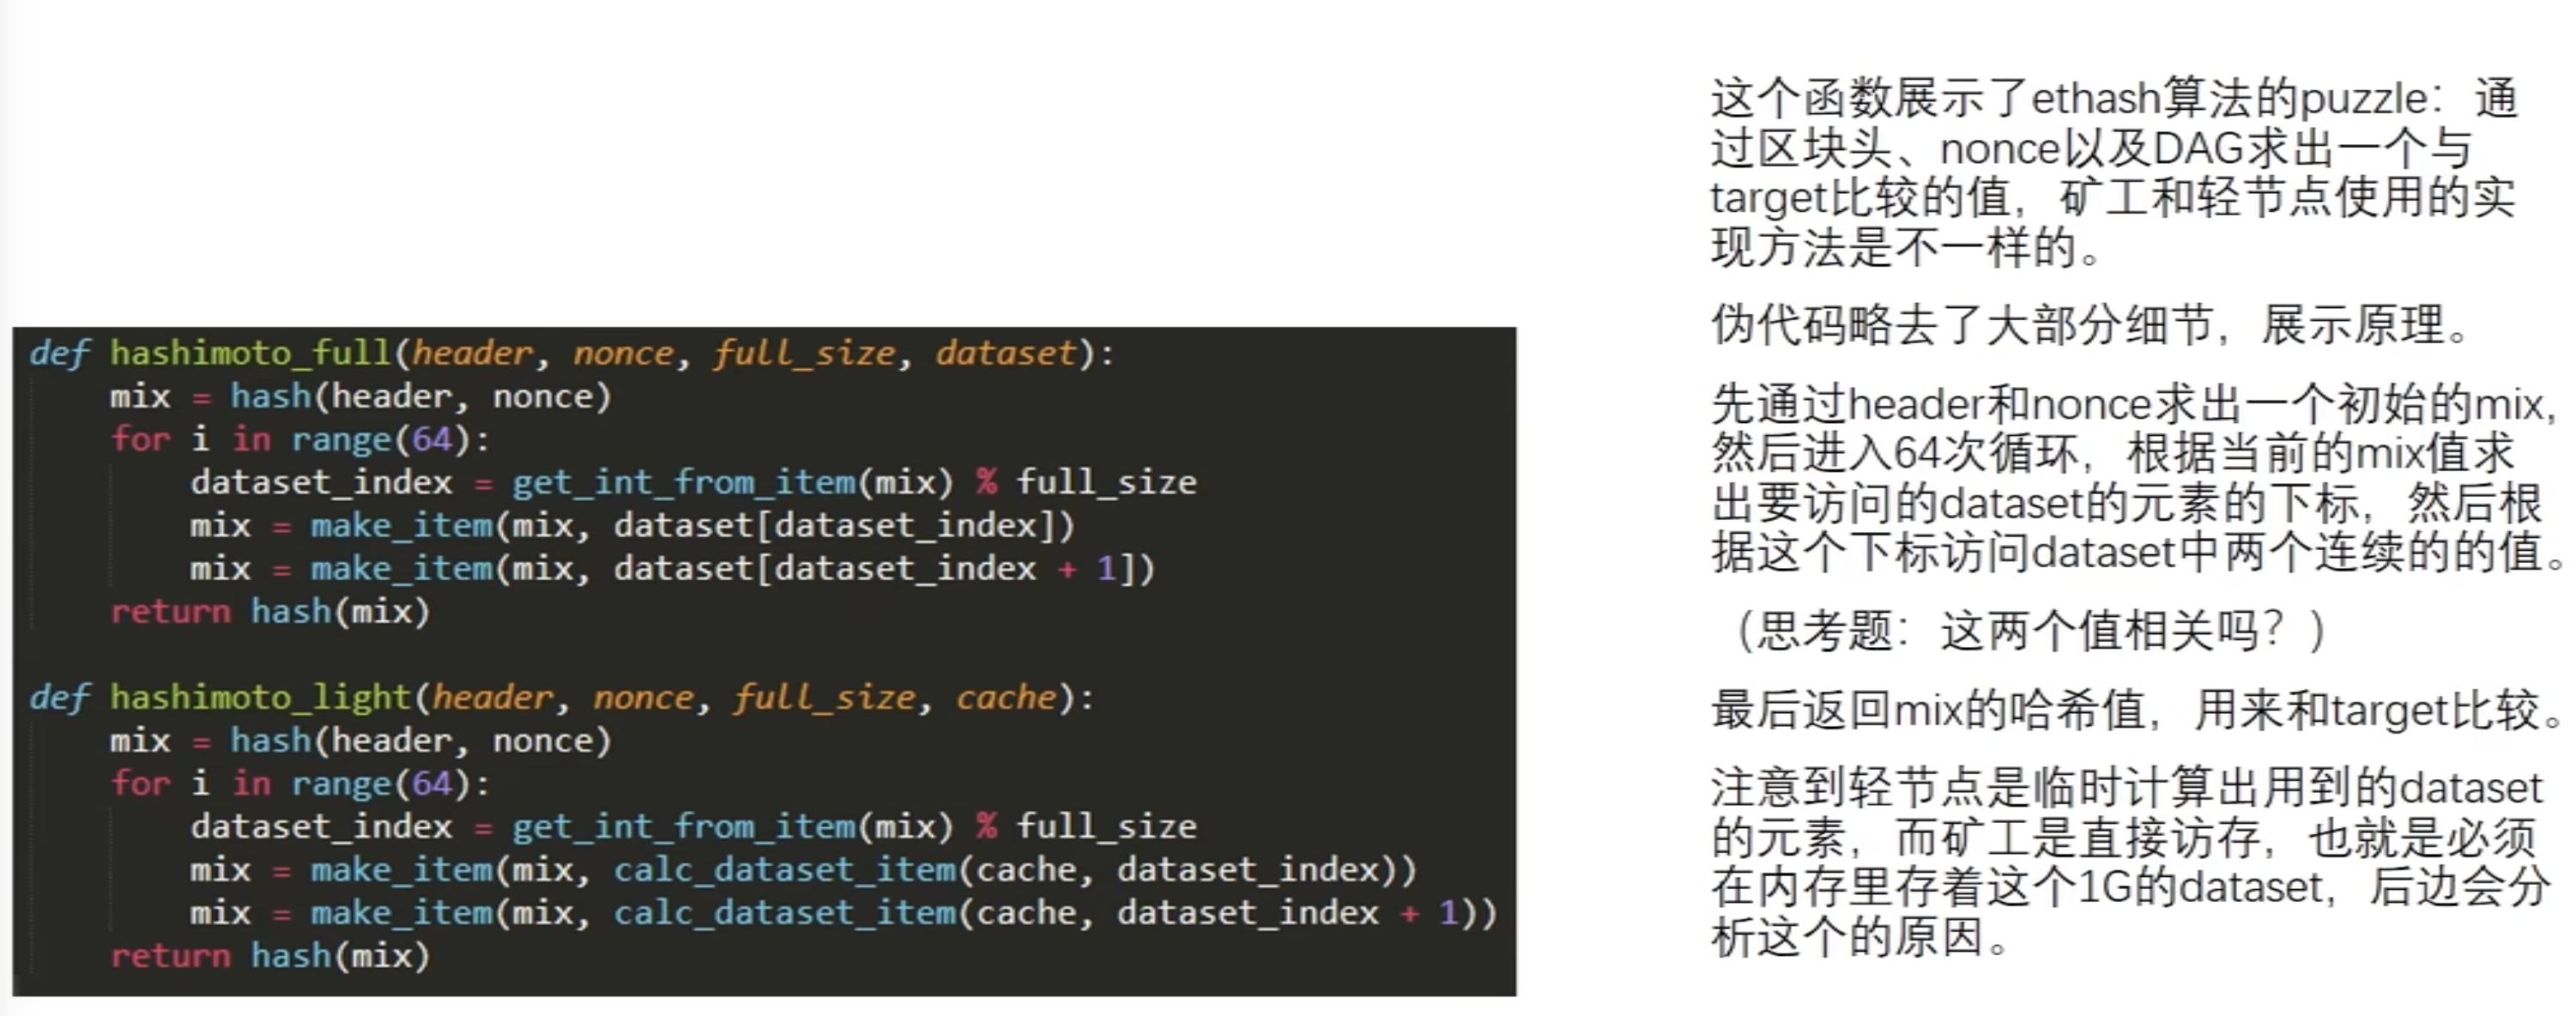 def hashimoto_full(header, nonce, full_size, dataset):
    mix = hash(header, nonce)
    for i in range(64):
        dataset_index = get_int_from_item(mix) % full_size
        mix = make_item(mix, dataset[dataset_index])
        mix = make_item(mix, dataset[dataset_index + 1])
    return hash(mix)

def hashimoto_light(header, nonce, full_size, cache):
    mix = hash(header, nonce)
    for i in range(64):
        dataset_index = get_int_from_item(mix) % full_size
        mix = make_item(mix, calc_dataset_item(cache, dataset_index))
        mix = make_item(mix, calc_dataset_item(cache, dataset_index + 1))
    return hash(mix)

这个函数展示了ethash算法的puzzle：通
过区块头、nonce以及DAG求出一个与
target比较的值，矿工和轻节点使用的实
现方法是不一样的。
伪代码略去了大部分细节，展示原理。
先通过header和nonce求出一个初始的mix,
然后进入64次循环，根据当前的mix值求
出要访问的dataset的元素的下标，然后根
据这个下标访问dataset中两个连续的的值。
（思考题：这两个值相关吗？）
最后返回mix的哈希值，用来和target比较。
注意到轻节点是临时计算出用到的dataset
的元素，而矿工是直接访存，也就是必须
在内存里存着这个1G的dataset，后边会分
析这个的原因。